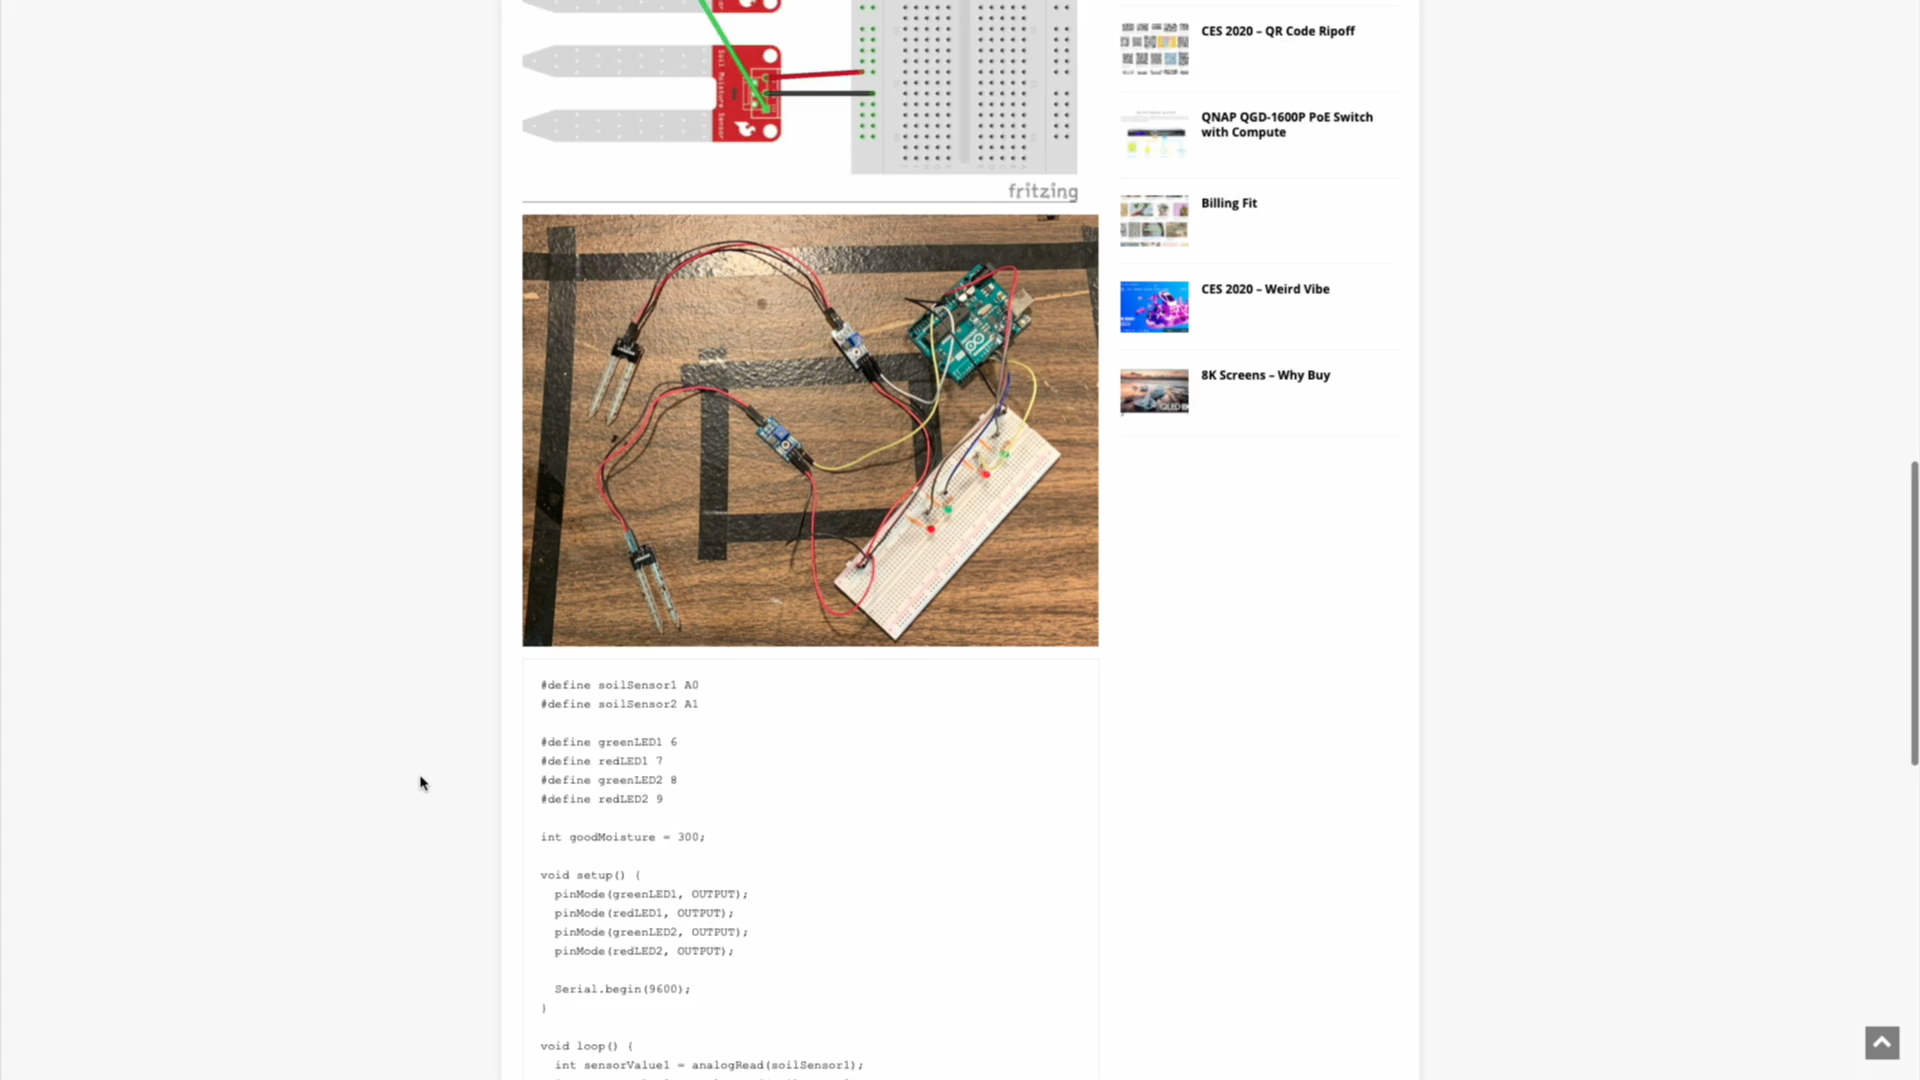 Soil Moisture Sensor
fritzing
#define soilSensor1 A0
#define soilSensor2 A1
#define greenLED1 6
#define redLED1 7
#define greenLED2 8
#define redLED2 9
int goodMoisture = 300;
void setup() {
pinMode(greenLED1, OUTPUT);
pinMode(redLED1, OUTPUT);
pinMode(greenLED2, OUTPUT);
pinMode(redLED2, OUTPUT);
Serial.begin(9600);
}
void loop() {
int sensorValue1 = analogRead(soilSensor1);
CES 2020 – QR Code Ripoff
QNAP QGD-1600P PoE Switch
with Compute
Billing Fit
CES 2020 – Weird Vibe
8K Screens – Why Buy